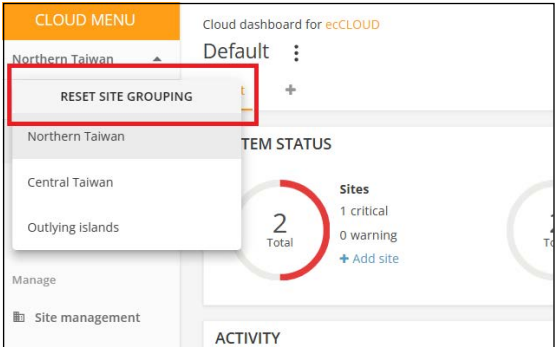 CLOUD MENU
Northern Taiwan
RESET SITE GROUPING
Northern Taiwan
Central Taiwan
Outlying islands
Manage
Site management
Cloud dashboard for ecCLOUD
Default
+
TEM STATUS
2
Total
Sites
1 critical
0 warning
+ Add site
ACTIVITY